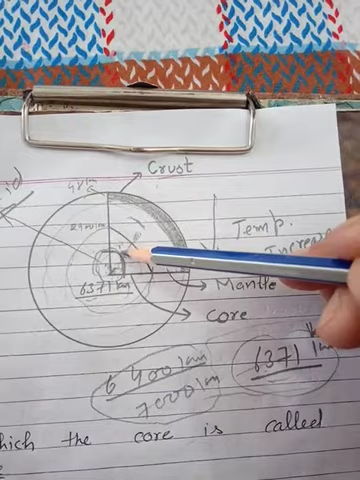 Crust
Temp.
Mantle
6371 km
core
6400 km
7000 km
6371 km
which the core is called